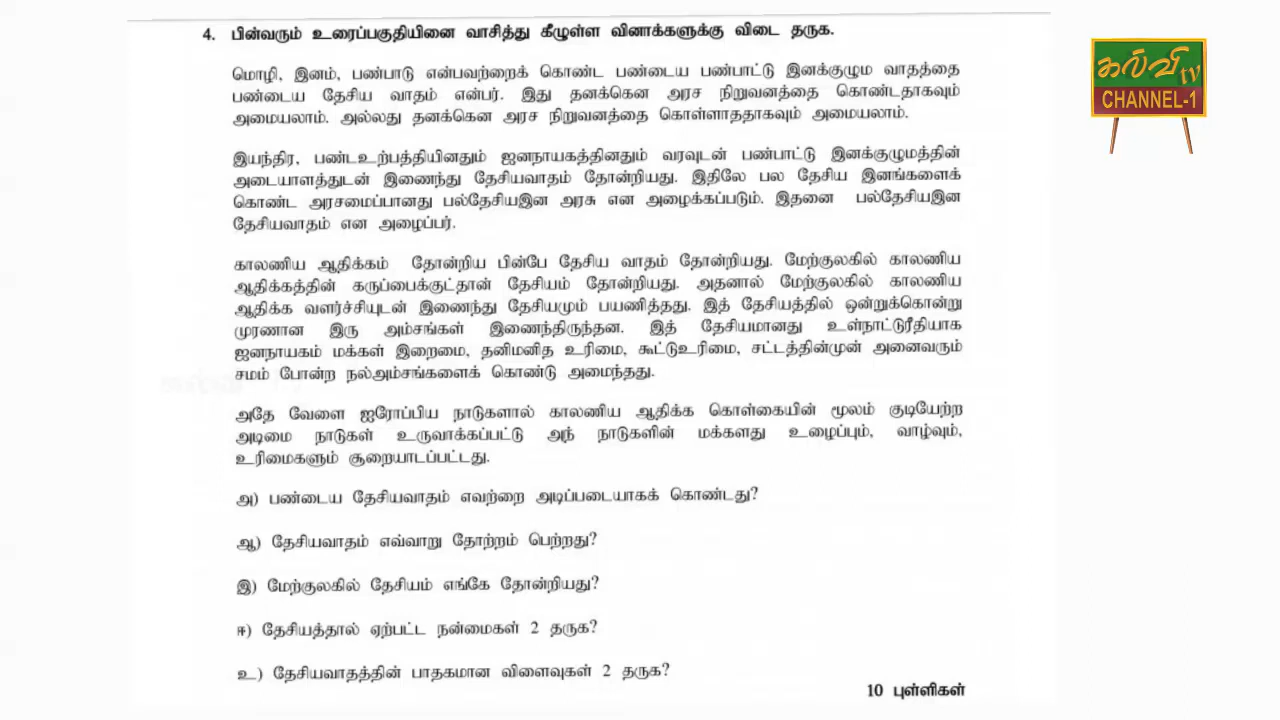 4. பின்வரும் உரைப்பகுதியினை வாசித்து கீழுள்ள வினாக்களுக்கு விடை தருக.
மொழி, இனம், பண்பாடு என்பவற்றைக் கொண்ட பண்டைய பண்பாட்டு இனக்குழும வாதத்தை
பண்டைய தேசிய வாதம் என்பர். இது தனக்கென அரச நிறுவனத்தை கொண்டதாகவும்
அமையலாம். அல்லது தனக்கென அரச நிறுவனத்தை கொள்ளாததாகவும் அமையலாம்.
இயந்திர, பண்டஉற்பத்தியினதும் ஜனநாயகத்தினதும் வரவுடன் பண்பாட்டு இனக்குழுமத்தின்
அடையாளத்துடன் இணைந்து தேசியவாதம் தோன்றியது. இதிலே பல தேசிய இனங்களைக்
கொண்ட அரசமைப்பானது பல்தேசியஇன அரசு என அழைக்கப்படும். இதனை பல்தேசியஇன
தேசியவாதம் என அழைப்பர்.
காலணிய ஆதிக்கம் தோன்றிய பின்பே தேசிய வாதம் தோன்றியது. மேற்குலகில் காலணிய
ஆதிக்கத்தின் கருப்பைக்குட்தான் தேசியம் தோன்றியது. அதனால் மேற்குலகில் காலணிய
ஆதிக்க வளர்ச்சியுடன் இணைந்து தேசியமும் பயணித்தது. இத் தேசியத்தில் ஒன்றுக்கொன்று
முரணான இரு அம்சங்கள் இணைந்திருந்தன. இத் தேசியமானது உள்நாட்டுரீதியாக
ஜனநாயகம் மக்கள் இறைமை, தனிமனித உரிமை, கூட்டுஉரிமை, சட்டத்தின்முன் அனைவரும்
சமம் போன்ற நல்அம்சங்களைக் கொண்டு அமைந்தது.
அதே வேளை ஐரோப்பிய நாடுகளால் காலணிய ஆதிக்க கொள்கையின் மூலம் குடியேற்ற
அடிமை நாடுகள் உருவாக்கப்பட்டு அந் நாடுகளின் மக்களது உழைப்பும், வாழ்வும்,
உரிமைகளும் சூறையாடப்பட்டது.
அ) பண்டைய தேசியவாதம் எவற்றை அடிப்படையாகக் கொண்டது?
ஆ) தேசியவாதம் எவ்வாறு தோற்றம் பெற்றது?
இ) மேற்குலகில் தேசியம் எங்கே தோன்றியது?
ஈ) தேசியத்தால் ஏற்பட்ட நன்மைகள் 2 தருக?
உ) தேசியவாதத்தின் பாதகமான விளைவுகள் 2 தருக?
10 புள்ளிகள்
கல்வி tv
CHANNEL-1